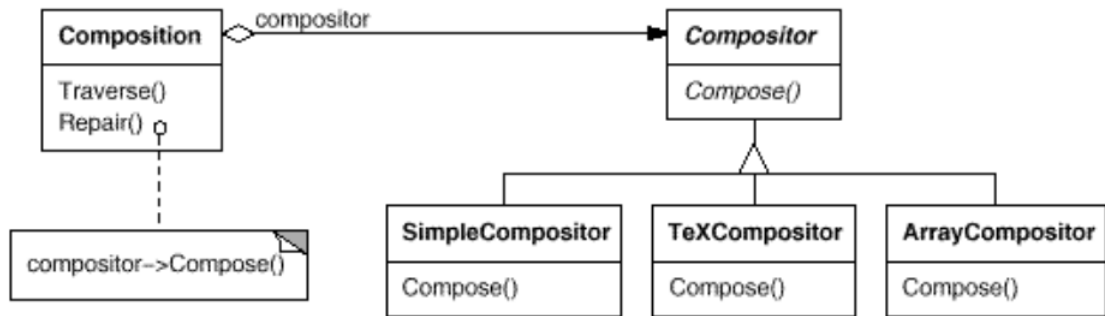 Composition
Traverse()
Repair()
compositor
Compositor
Compose()
compositor–>Compose()
SimpleCompositor
Compose()
TeXCompositor
Compose()
ArrayCompositor
Compose()